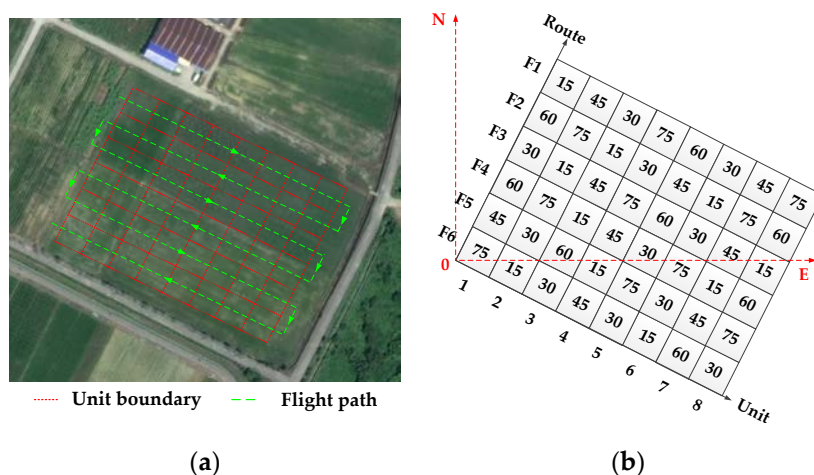 N
Route
F1 15 45 30 75 60 30 45 75
F2 60 75 15 30 45 15 75 60
F3 30 15 45 60 75 60 30 45 15
F4 60 75 15 45 30 75 15 60
F5 45 30 60 15 75 30 45 75
F6 75 15 30 45 30 15 60 30
0
E
1 2 3 4 5 6 7 8
Unit
Unit boundary
Flight path
(a)
(b)